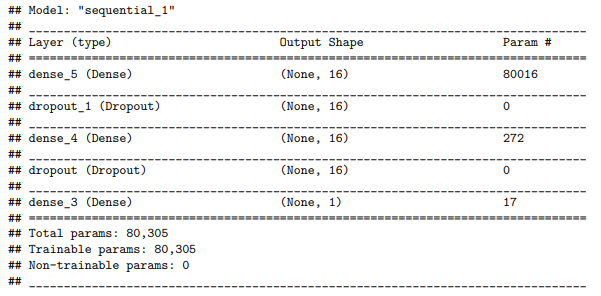 ## Model: "sequential_1"
## ________________________________________________________________________________
## Layer (type)                        Output Shape                    Param #
## ================================================================================
## dense_5 (Dense)                     (None, 16)                      80016
## ________________________________________________________________________________
## dropout_1 (Dropout)                 (None, 16)                      0
## ________________________________________________________________________________
## dense_4 (Dense)                     (None, 16)                      272
## ________________________________________________________________________________
## dropout (Dropout)                   (None, 16)                      0
## ________________________________________________________________________________
## dense_3 (Dense)                     (None, 1)                       17
## ================================================================================
## Total params: 80,305
## Trainable params: 80,305
## Non-trainable params: 0
## ________________________________________________________________________________